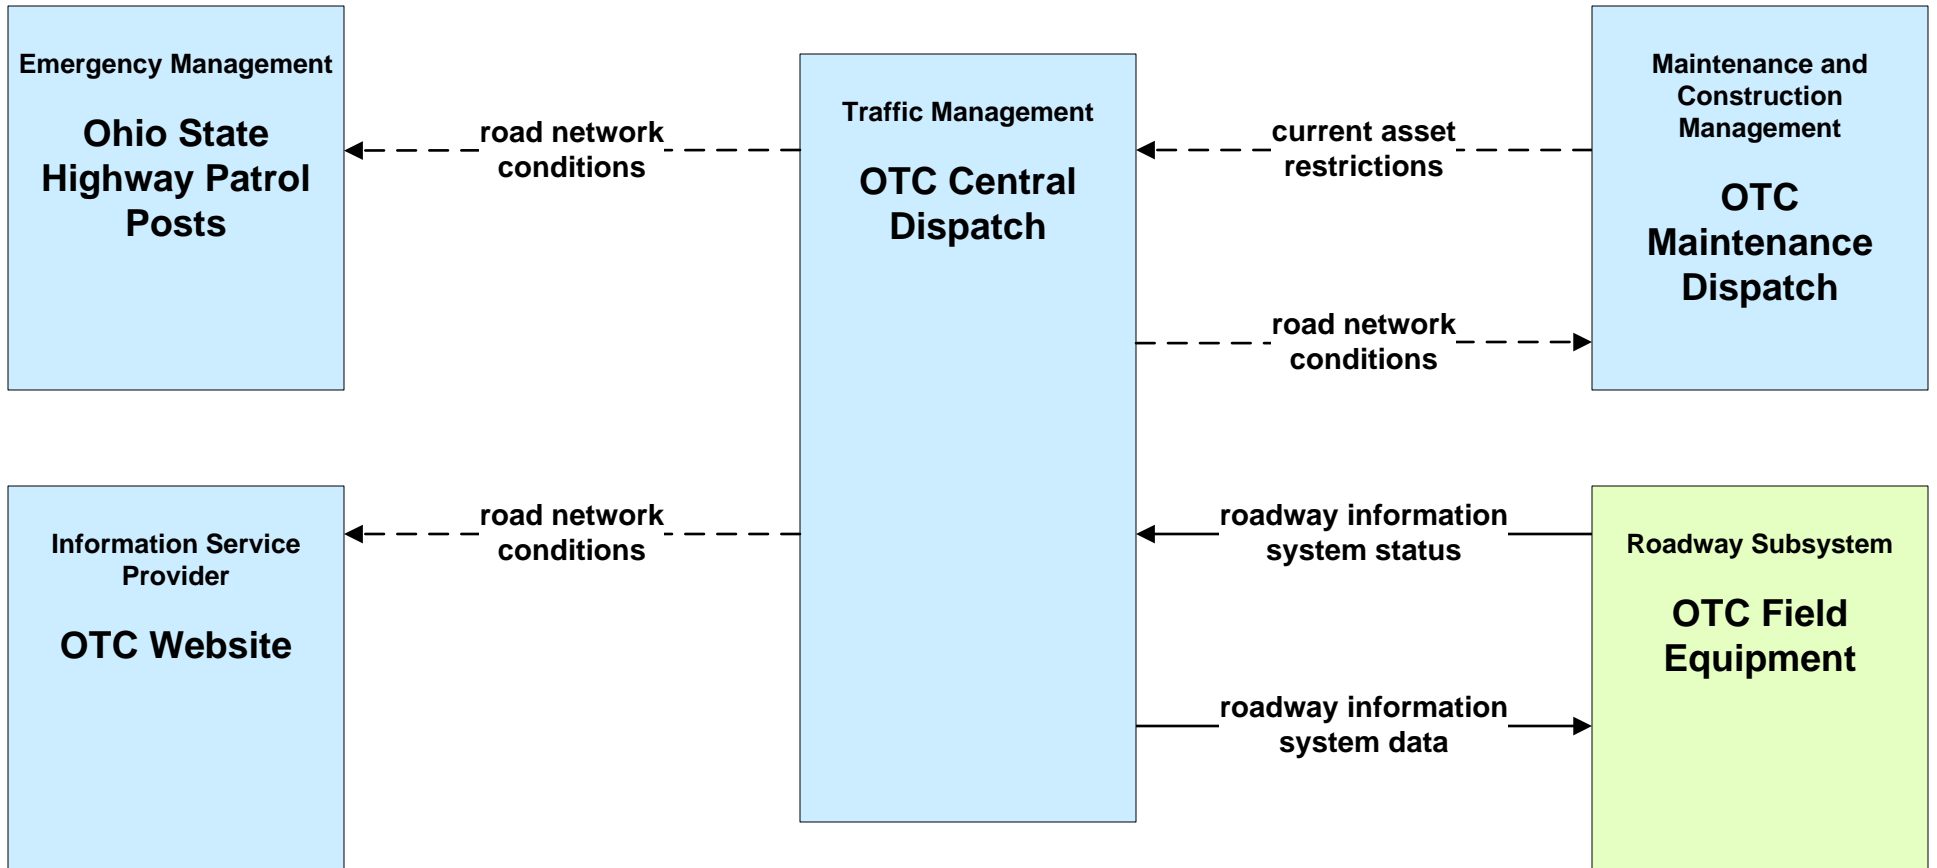 Emergency Management
Ohio State
Highway Patrol
Posts
road network
conditions
Traffic Management
OTC Central
Dispatch
current asset
restrictions
Maintenance and
Construction
Management
OTC
Maintenance
Dispatch
road network
conditions
Information Service
Provider
OTC Website
road network
conditions
roadway information
system status
Roadway Subsystem
OTC Field
Equipment
roadway information
system data